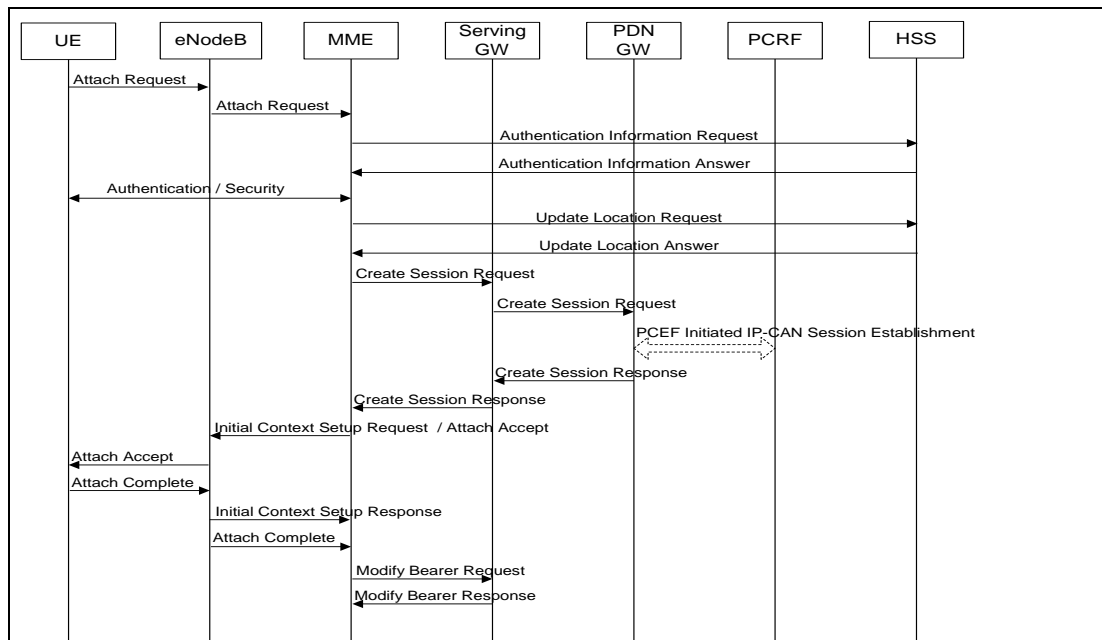 UE
eNodeB
MME
Serving
GW
PDN
GW
PCRF
HSS
Attach Request
Attach Request
Authentication Information Request
Authentication Information Answer
Authentication / Security
Update Location Request
Update Location Answer
Create Session Request
Create Session Request
PCEF Initiated IP-CAN Session Establishment
Create Session Response
Create Session Response
Initial Context Setup Request / Attach Accept
Attach Accept
Attach Complete
Initial Context Setup Response
Attach Complete
Modify Bearer Request
Modify Bearer Response